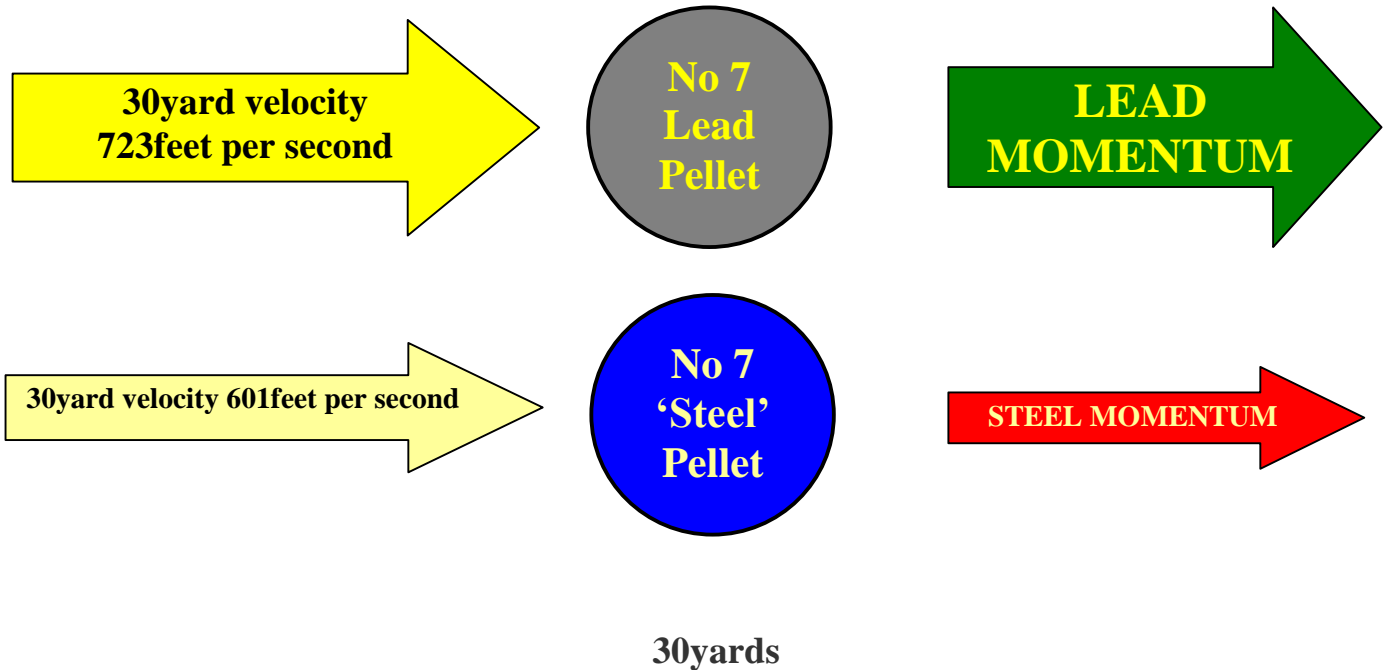 30yard velocity
723feet per second
No 7
Lead
Pellet
LEAD
MOMENTUM
30yard velocity 601feet per second
No 7
‘Steel’
Pellet
STEEL MOMENTUM
30yards